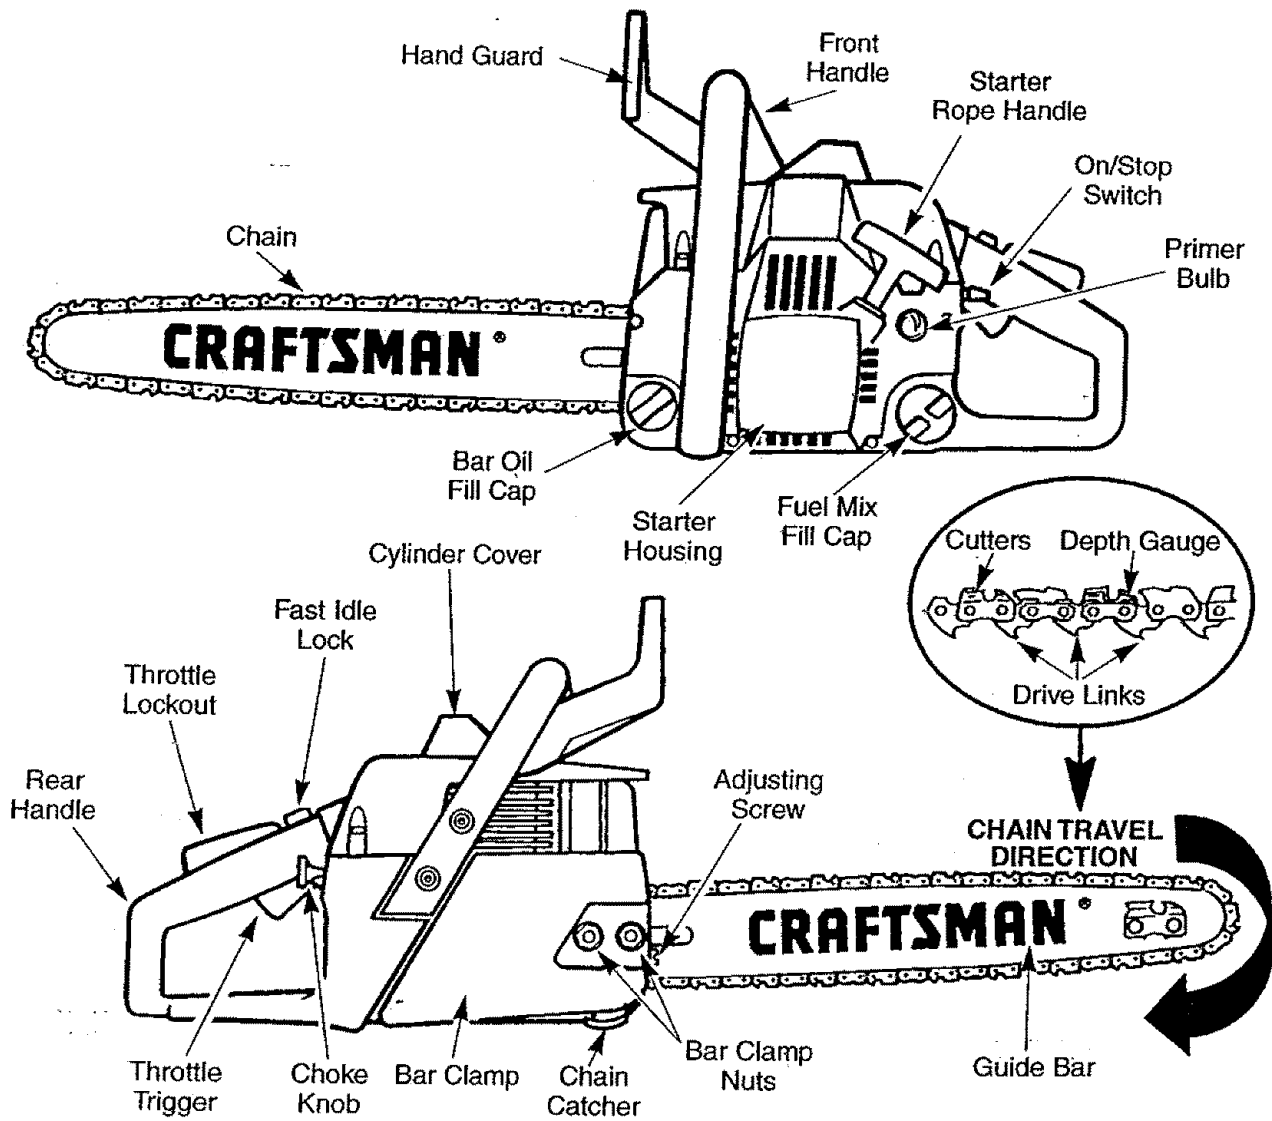 Hand Guard
Front
Handle
Starter
Rope Handle
On/Stop
Switch
Primer
Bulb
Chain
CRAFTSMAN®
Bar Oil
Fill Cap
Starter
Housing
Fuel Mix
Fill Cap
Cutters
Depth Gauge
Drive Links
Cylinder Cover
Fast Idle
Lock
Throttle
Lockout
Rear
Handle
Adjusting
Screw
CHAIN TRAVEL
DIRECTION
CRAFTSMAN®
Throttle
Trigger
Choke
Knob
Bar Clamp
Chain
Catcher
Bar Clamp
Nuts
Guide Bar